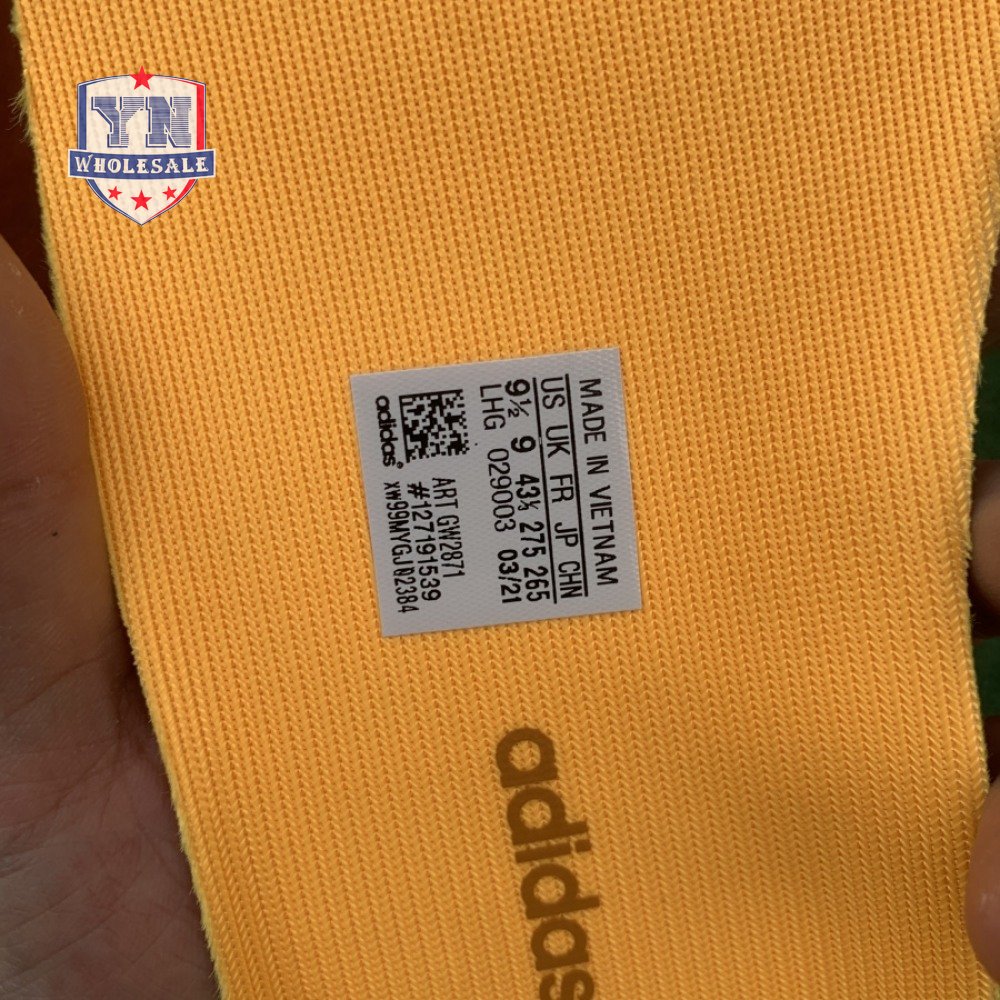 YN
WHOLESALE
MADE IN VIETNAM
US UK FR JP CHN
9½ 9 43⅓ 275 265
LHG 029003 03/21
ART GW2871
#127191539
XW99MYGJQ2384
adidas®
adidas